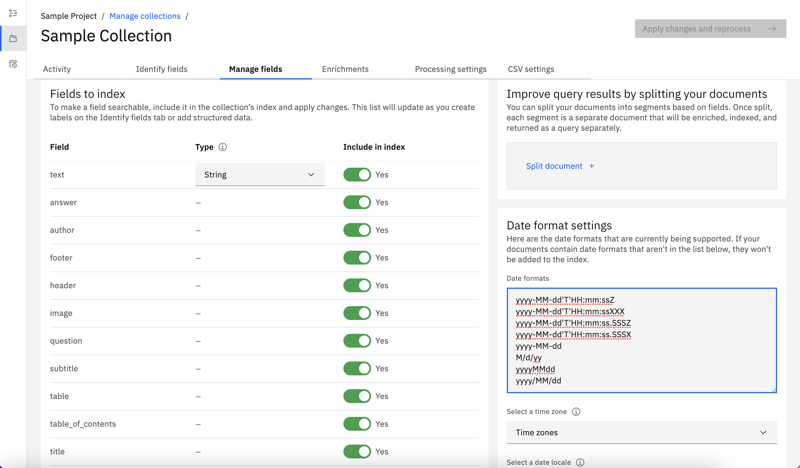 Sample Project / Manage collections /
Sample Collection
Apply changes and reprocess
Activity Identify fields Manage fields Enrichments Processing settings CSV settings
Fields to index
To make a field searchable, include it in the collection's index and apply changes. This list will update as you create
labels on the Identify fields tab or add structured data.
Field Type Include in index
text String Yes
answer – Yes
author – Yes
footer – Yes
header – Yes
image – Yes
question – Yes
subtitle – Yes
table – Yes
table_of_contents – Yes
title – Yes
Improve query results by splitting your documents
You can split your documents into segments based on fields. Once split,
each segment is a separate document that will be enriched, indexed, and
returned as a query separately.
Split document +
Date format settings
Here are the date formats that are currently being supported. If your
documents contain date formats that aren't in the list below, they won't
be added to the index.
Date formats
yyyy-MM-dd'T'HH:mm:ssZ
yyyy-MM-dd'T'HH:mm:ssXXX
yyyy-MM-dd'T'HH:mm:ss.SSSZ
yyyy-MM-dd'T'HH:mm:ss.SSSX
yyyy-MM-dd
M/d/yy
yyyyMMdd
yyyy/MM/dd
Select a time zone
Time zones
Select a date locale